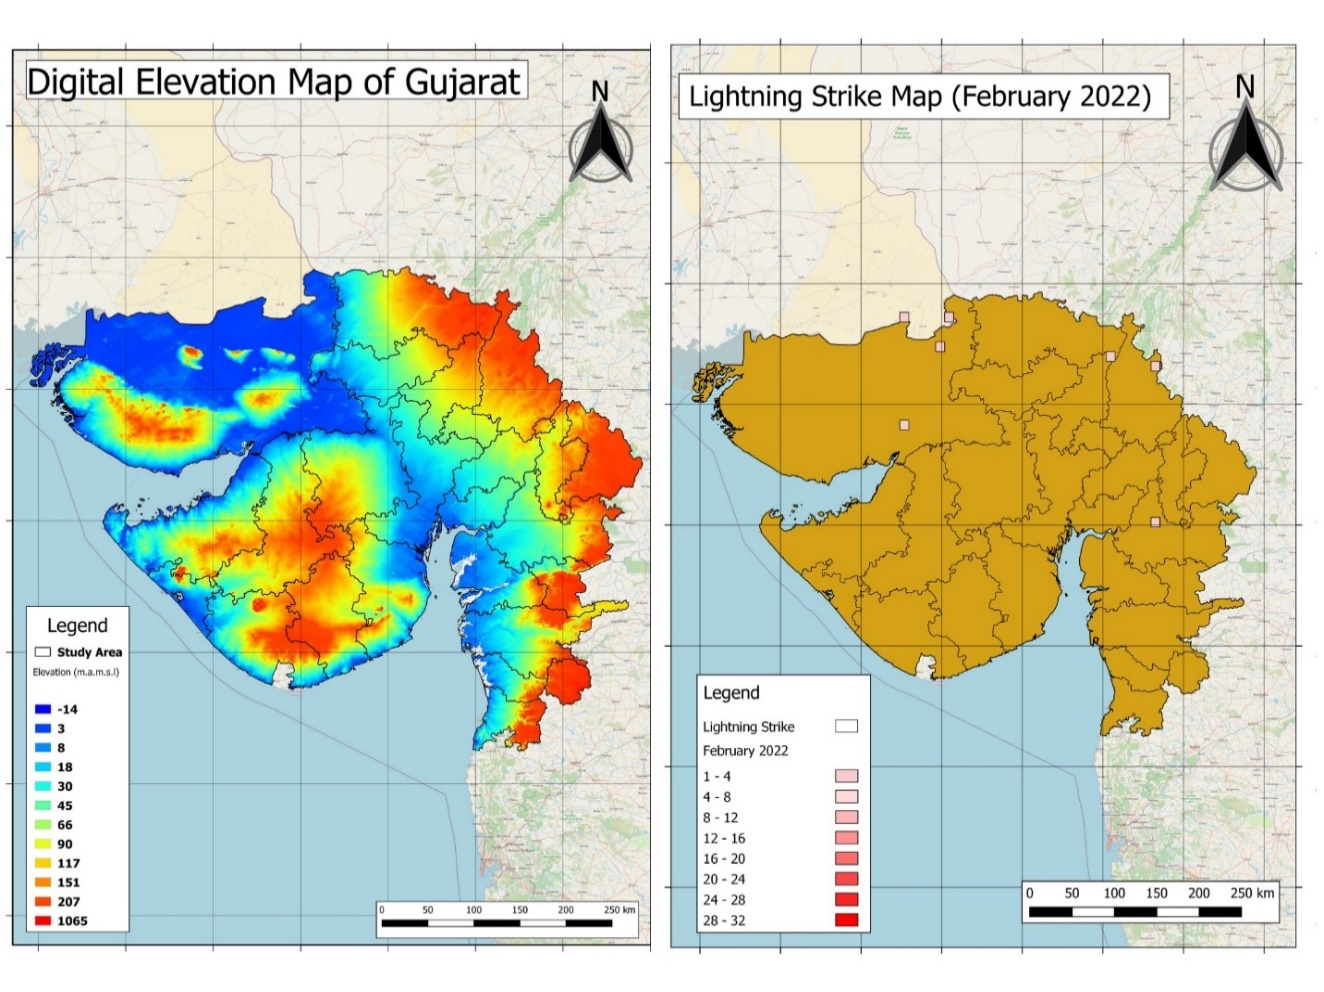 Digital Elevation Map of Gujarat
N
Legend
Study Area
Elevation (m.a.m.s.l)
-14
3
8
18
30
45
66
90
117
151
207
1065
0 50 100 150 200 250 km
Lightning Strike Map (February 2022)
N
Legend
Lightning Strike
February 2022
1 - 4
4 - 8
8 - 12
12 - 16
16 - 20
20 - 24
24 - 28
28 - 32
0 50 100 150 200 250 km